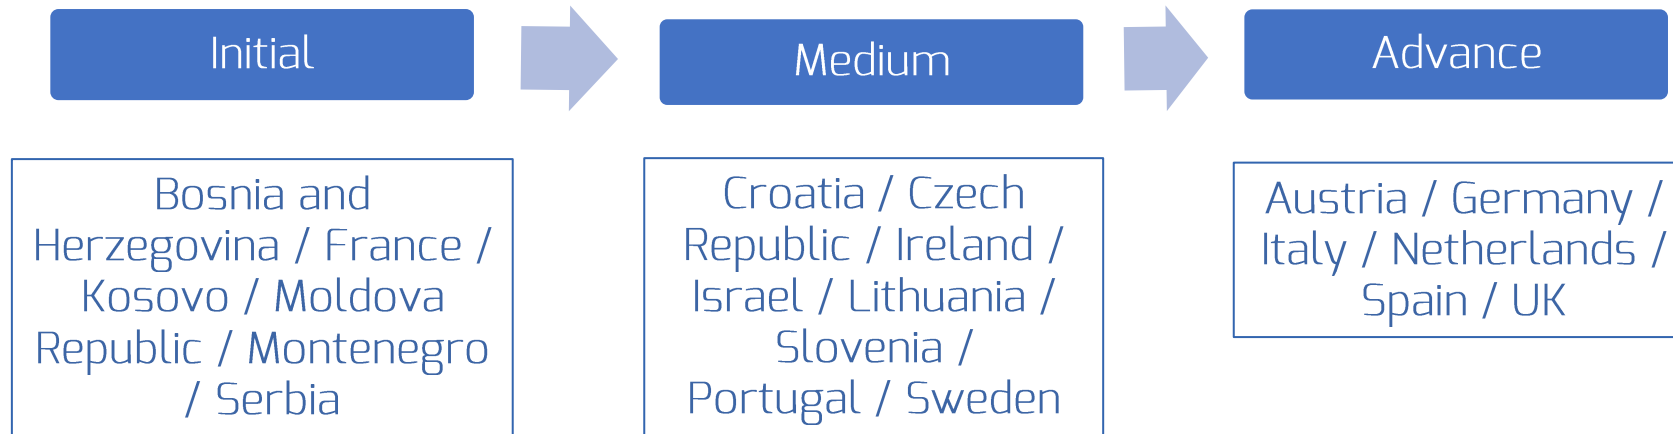 Initial
Medium
Advance
Bosnia and
Herzegovina / France /
Kosovo / Moldova
Republic / Montenegro
/ Serbia
Croatia / Czech
Republic / Ireland /
Israel / Lithuania /
Slovenia /
Portugal / Sweden
Austria / Germany /
Italy / Netherlands /
Spain / UK